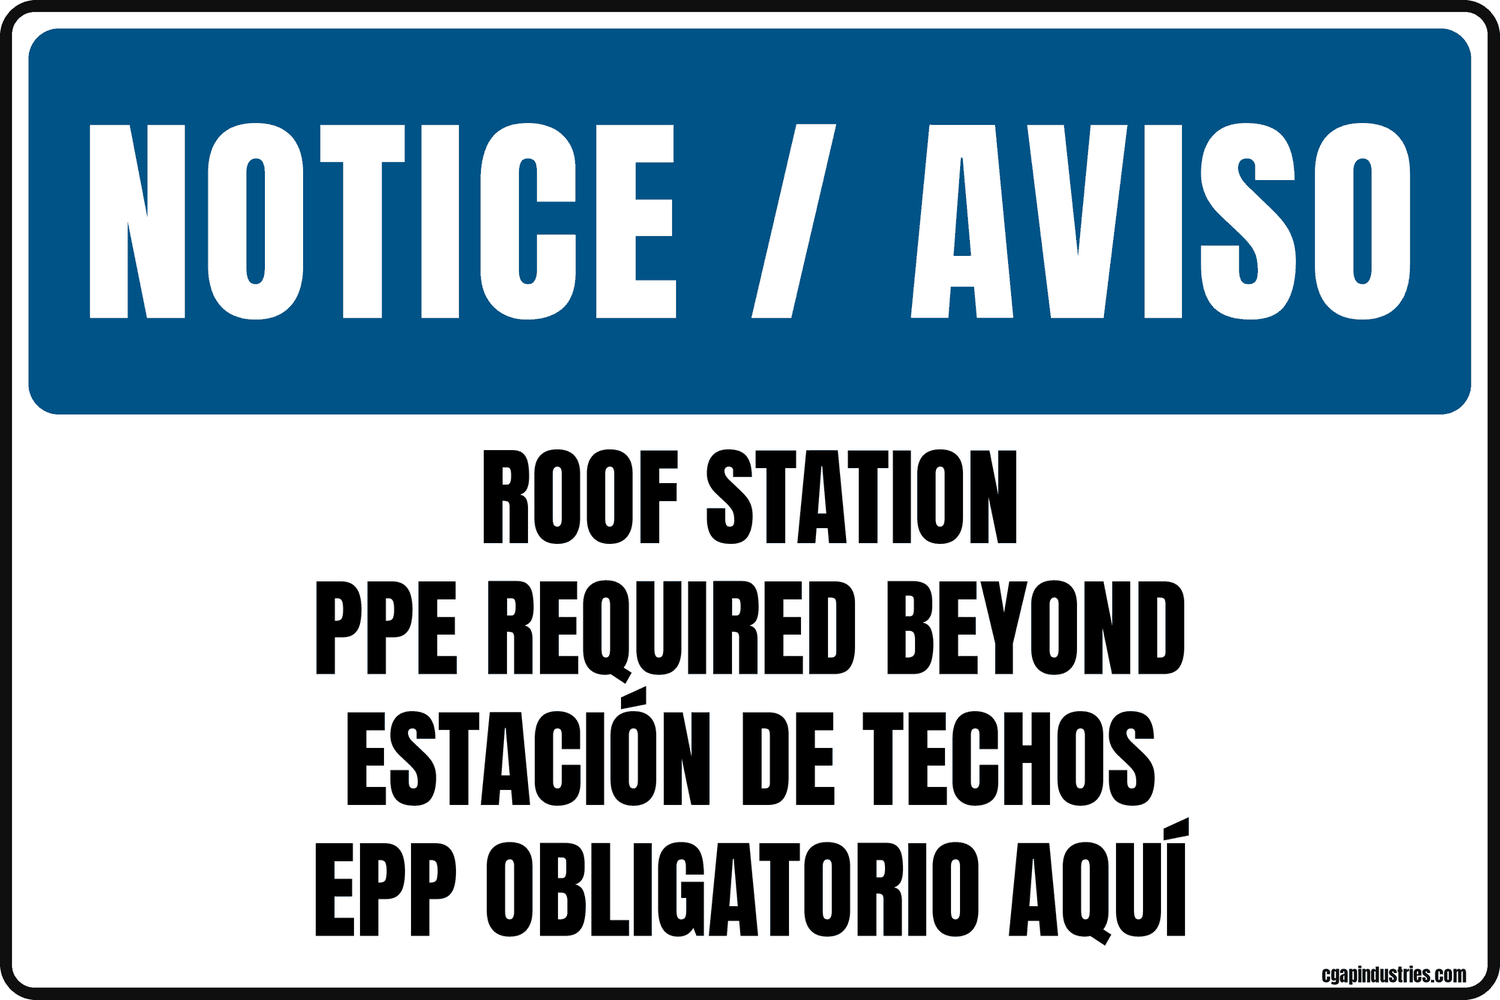 NOTICE / AVISO
ROOF STATION
PPE REQUIRED BEYOND
ESTACIÓN DE TECHOS
EPP OBLIGATORIO AQUÍ
cgapindustries.com